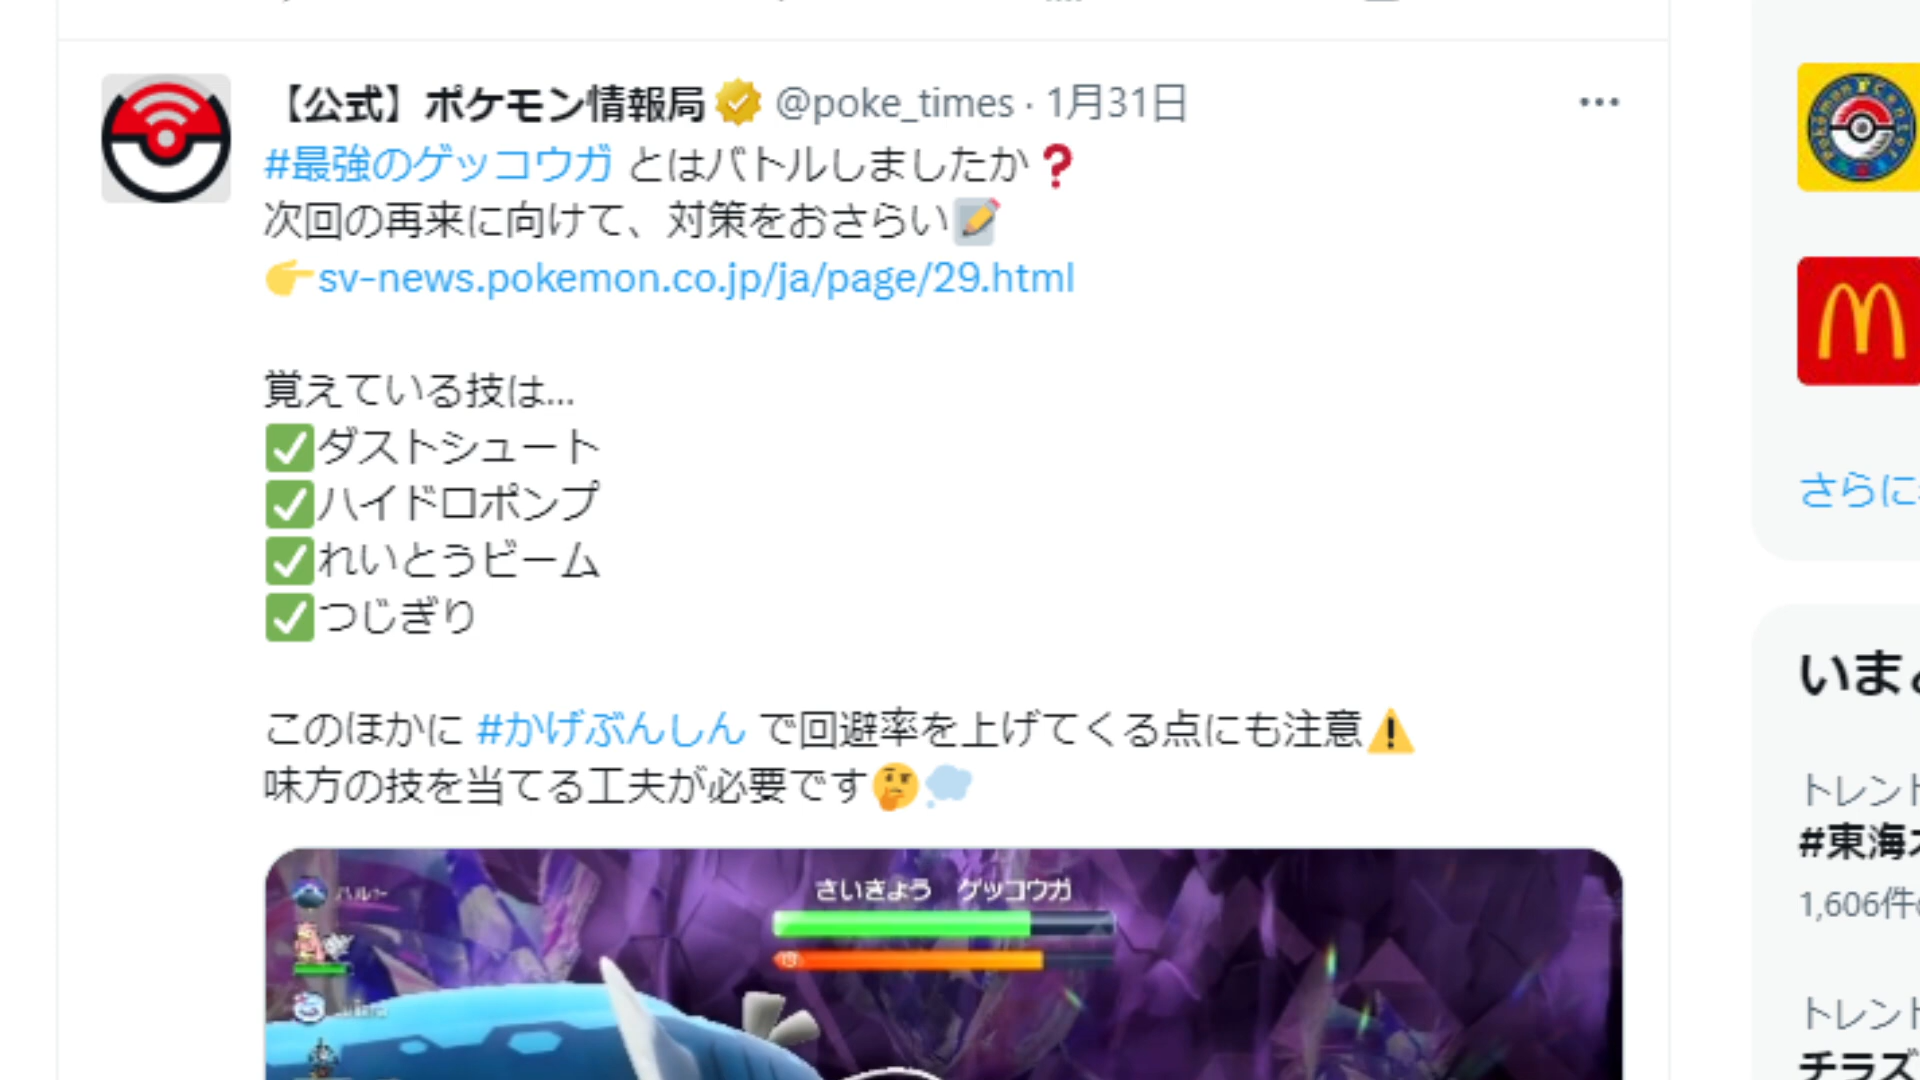 【公式】ポケモン情報局 @poke_times · 1月31日
#最強のゲッコウガ とはバトルしましたか❓
次回の再来に向けて、対策をおさらい📝
👉sv-news.pokemon.co.jp/ja/page/29.html
覚えている技は...
✅ダストシュート
✅ハイドロポンプ
✅れいとうビーム
✅つじぎり
このほかに #かげぶんしん で回避率を上げてくる点にも注意⚠
味方の技を当てる工夫が必要です🤔💭
さいきょう ゲッコウガ
さらに
いま
トレンド
#東海
1,606件
トレンド
チラズ